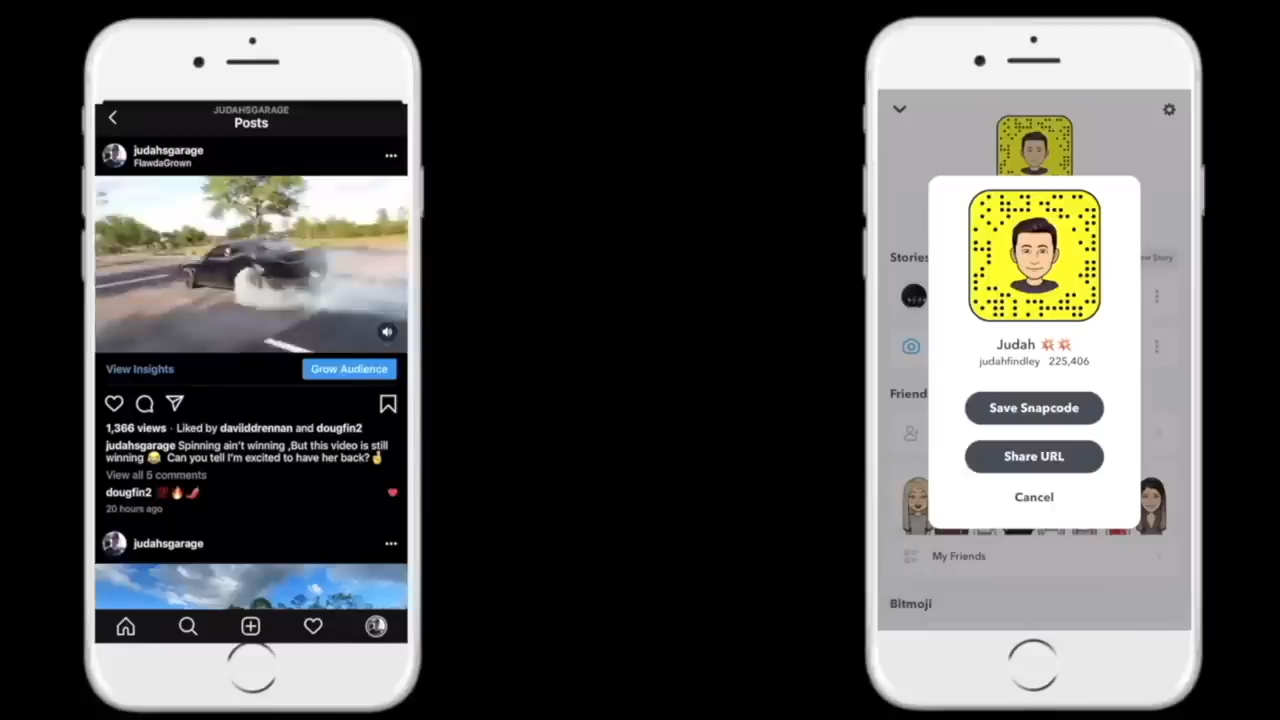 JUDAHSGARAGE
Posts
judahsgarage
FlawdaGrown
View Insights
Grow Audience
1,366 views · Liked by daviiddrennan and dougfin2
judahsgarage Spinning ain't winning ,But this video is still
winning 😂 Can you tell I'm excited to have her back?
View all 5 comments
dougfin2 🔥🌶️
20 hours ago
judahsgarage
Stories
Judah 💥 💥
judahfindley 225,406
Friend
Save Snapcode
Share URL
Cancel
My Friends
Bitmoji